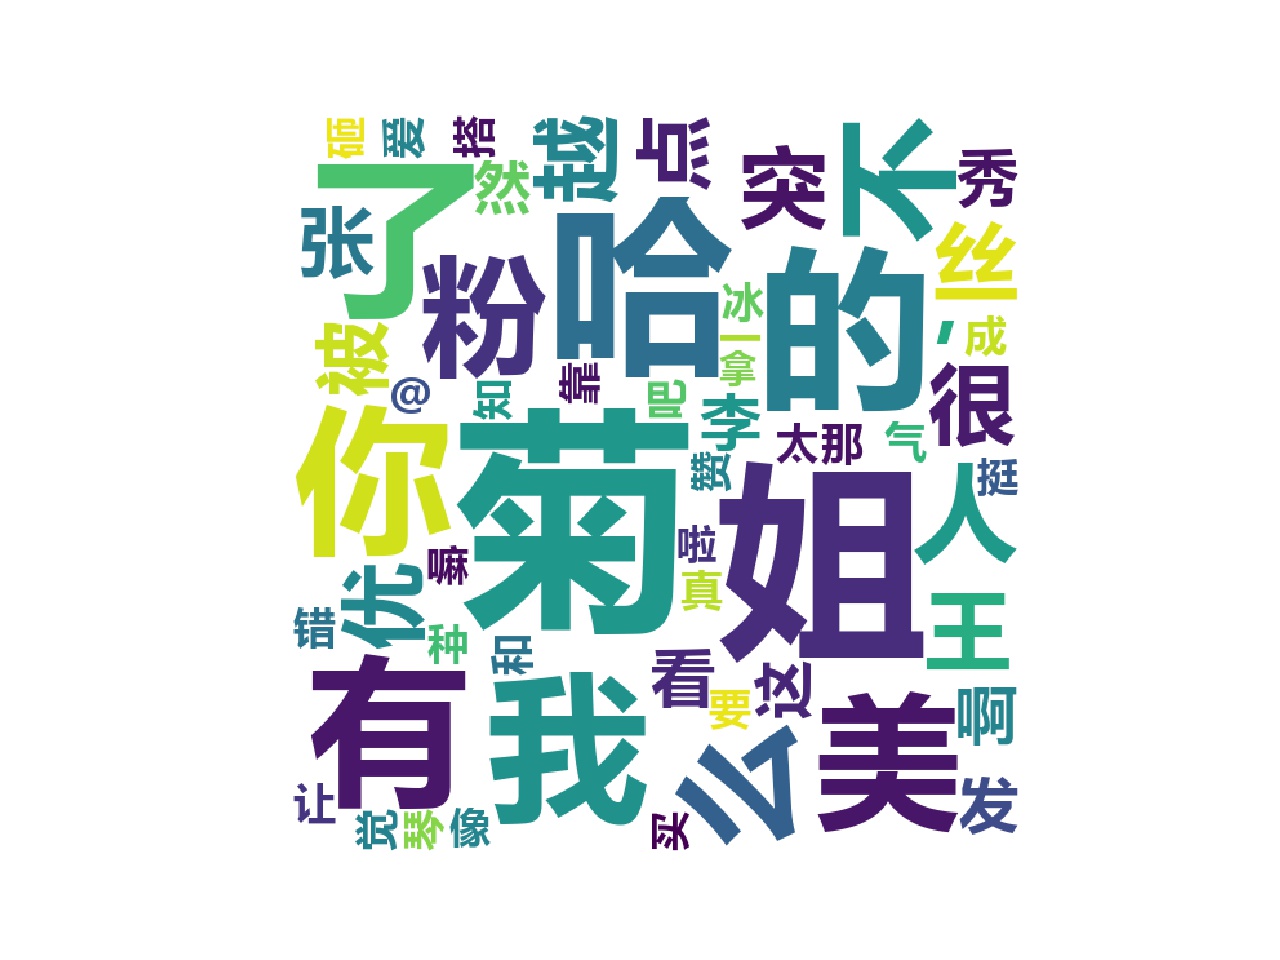 砸
爱
搭
越
点
突
不
秀
了
然
张
哈
粉
的
丝
冰
，
成
一
被
拿
@
知
靠
吧
李
很
你
菊
太
那
气
赞
姐
人
挺
嘛
啦
真
优
错
种
和
王
有
我
看
要
这
美
啊
么
让
觉
琴
像
买
发